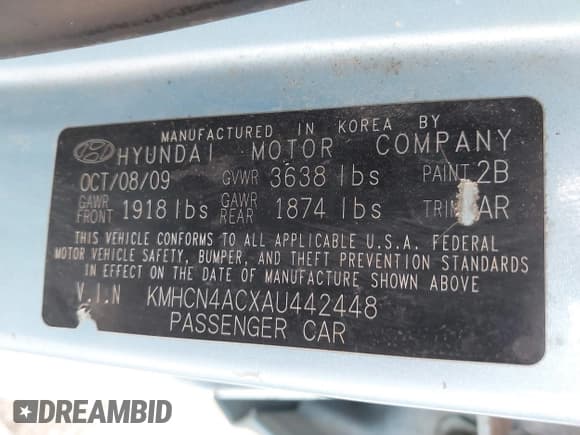 MANUFACTURED IN KOREA BY
HYUNDAI MOTOR COMPANY
OCT/08/09 GVWR 3638 lbs PAINT 2B
GAWR FRONT 1918 lbs GAWR REAR 1874 lbs TRIM AR
THIS VEHICLE CONFORMS TO ALL APPLICABLE U.S.A. FEDERAL
MOTOR VEHICLE SAFETY, BUMPER, AND THEFT PREVENTION STANDARDS
IN EFFECT ON THE DATE OF MANUFACTURE SHOWN ABOVE
V.I.N KMHCN4ACXAU442448
PASSENGER CAR
DREAMBID